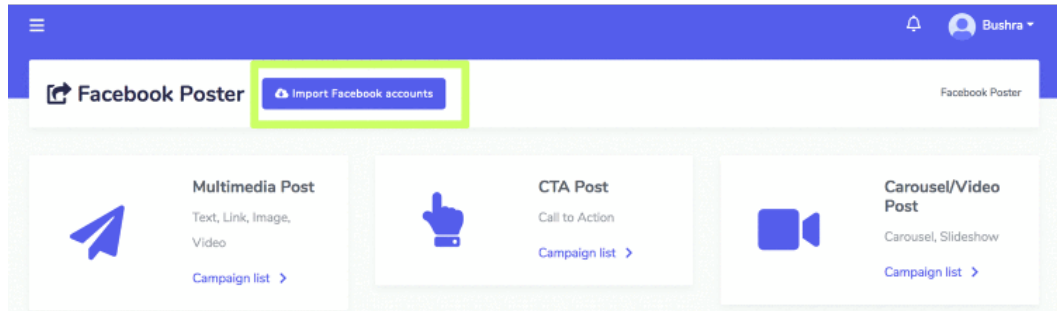 Bushra
Facebook Poster
Import Facebook accounts
Facebook Poster
Multimedia Post
Text, Link, Image,
Video
Campaign list
CTA Post
Call to Action
Campaign list
Carousel/Video
Post
Carousel, Slideshow
Campaign list